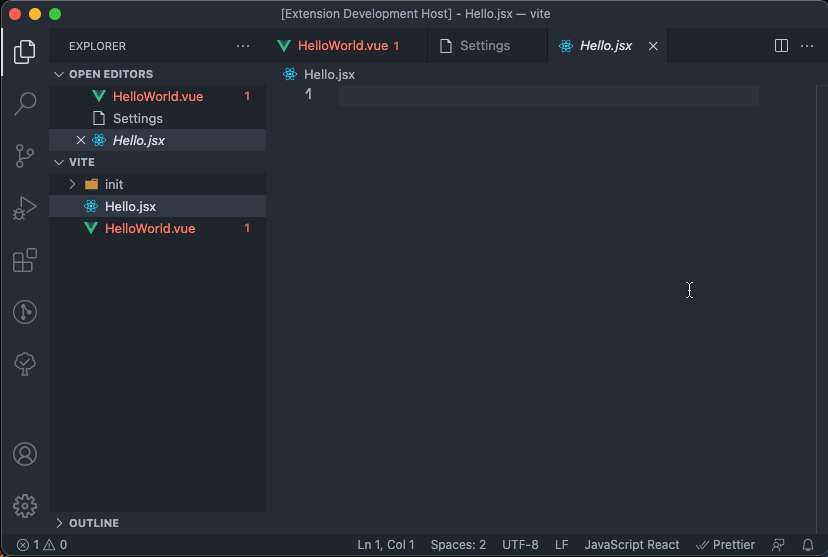 [Extension Development Host] - Hello.jsx — vite
EXPLORER
HelloWorld.vue 1
Settings
Hello.jsx
OPEN EDITORS
HelloWorld.vue 1
Settings
Hello.jsx
VITE
init
Hello.jsx
HelloWorld.vue 1
OUTLINE
Hello.jsx
1
1 0
Ln 1, Col 1
Spaces: 2
UTF-8
LF
JavaScript React
Prettier